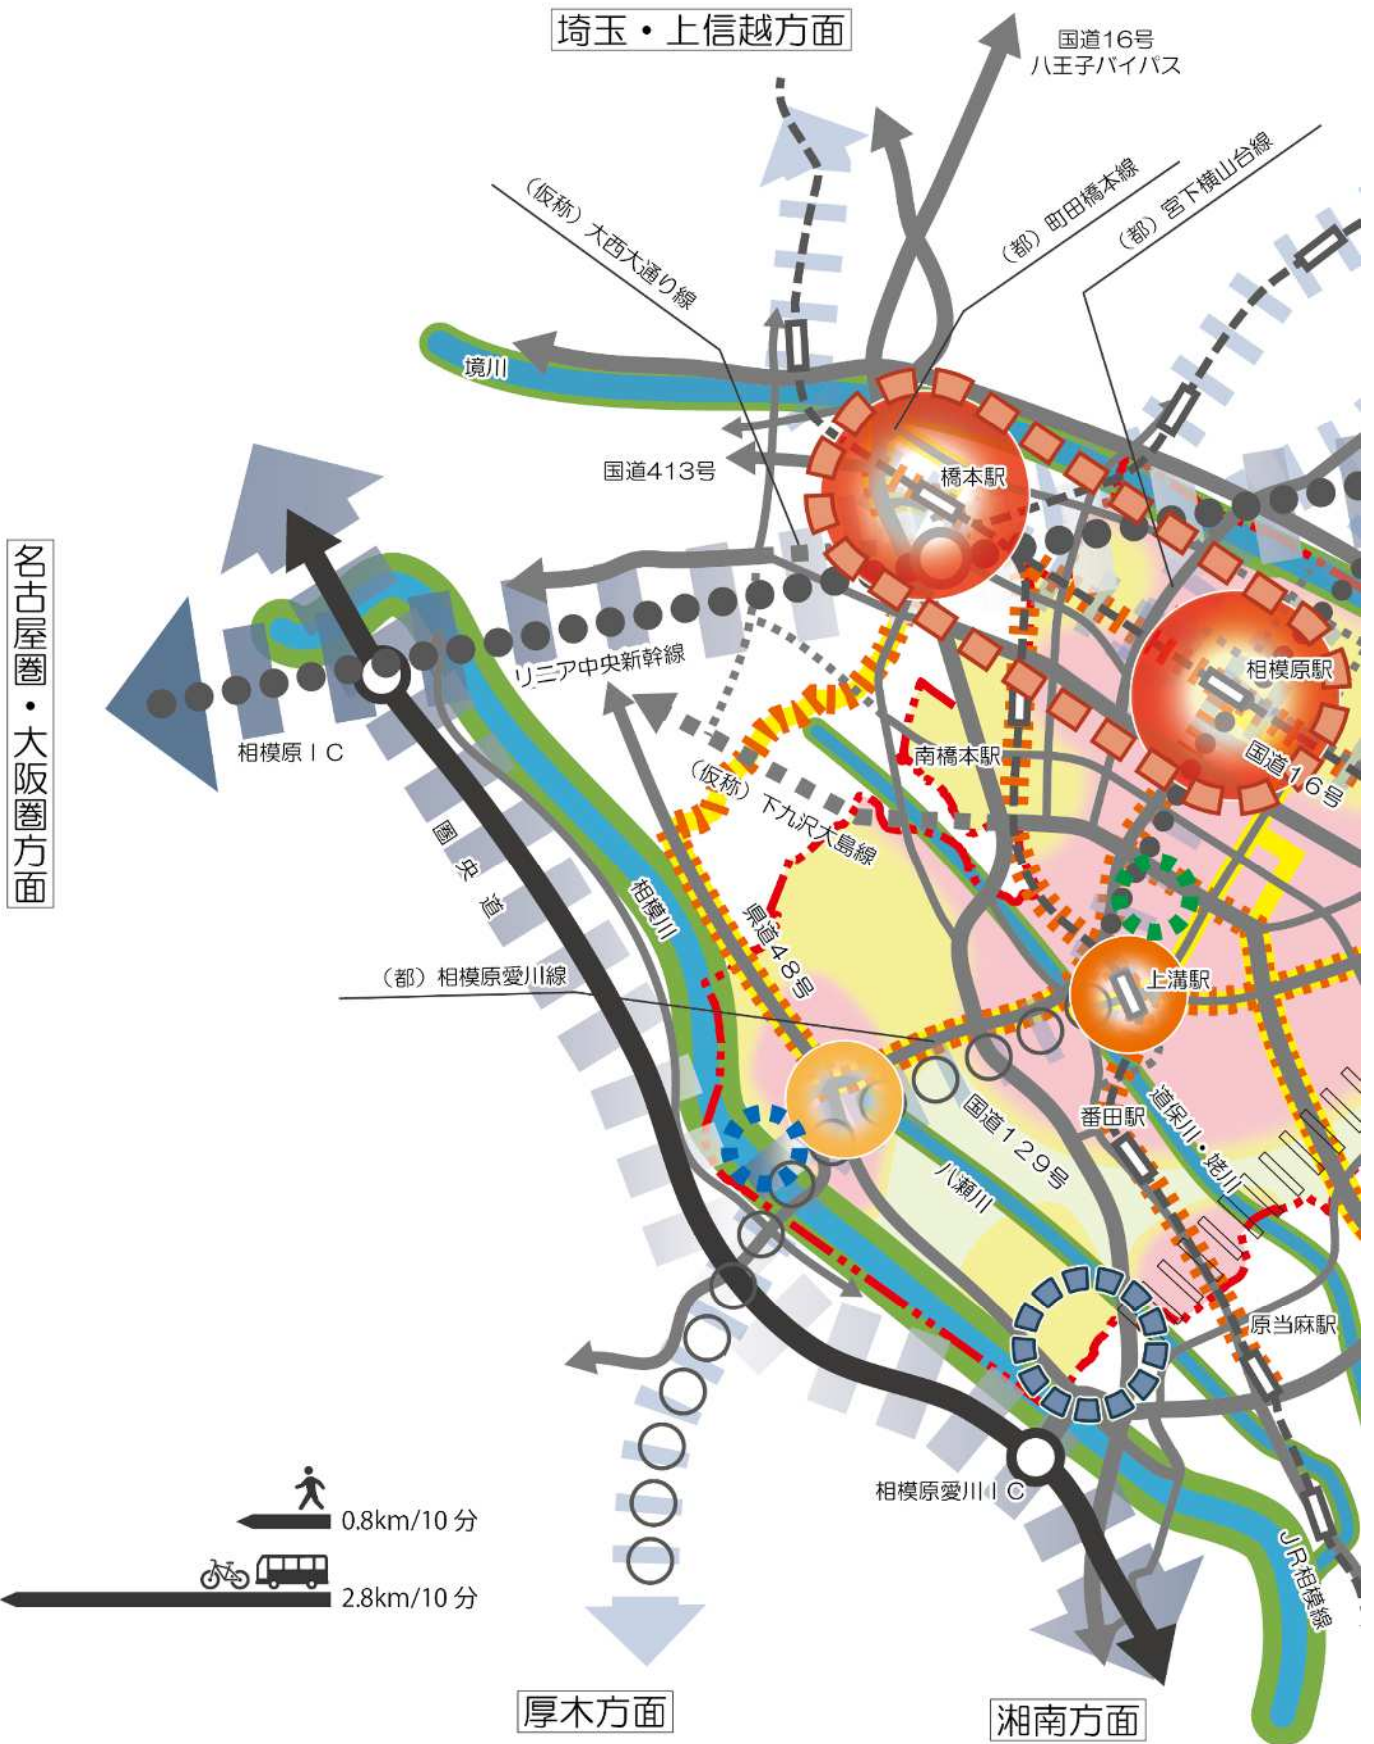 埼玉・上信越方面
国道16号
八王子バイパス
（仮称）大西大通り線
（都）町田橋本線
（都）宮下横山台線
境川
国道413号
橋本駅
名古屋圏・大阪圏方面
リニア中央新幹線
相模原駅
相模原ＩＣ
南橋本駅
国道16号
（仮称）下九沢大島線
圏央道
相模川
県道48号
（都）相模原愛川線
上溝駅
国道129号
番田駅
道保川・姥川
八瀬川
原当麻駅
相模原愛川ＩＣ
0.8km/10 分
2.8km/10 分
ＪＲ相模線
厚木方面
湘南方面